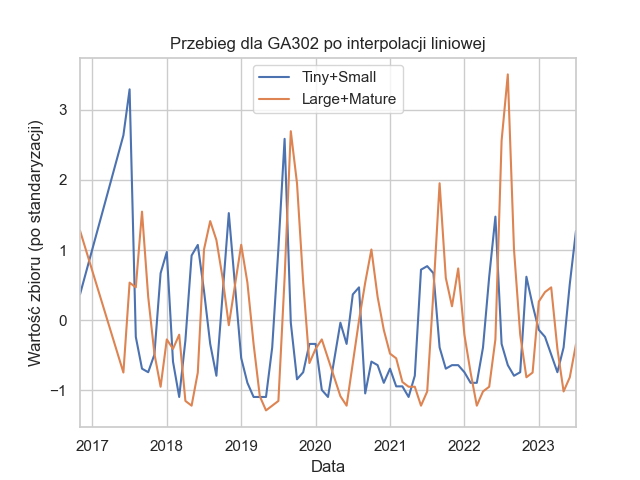 Przebieg dla GA302 po interpolacji liniowej
Tiny+Small
Large+Mature
Wartość zbioru (po standaryzacji)
3
2
1
0
−1
2017 2018 2019 2020 2021 2022 2023
Data